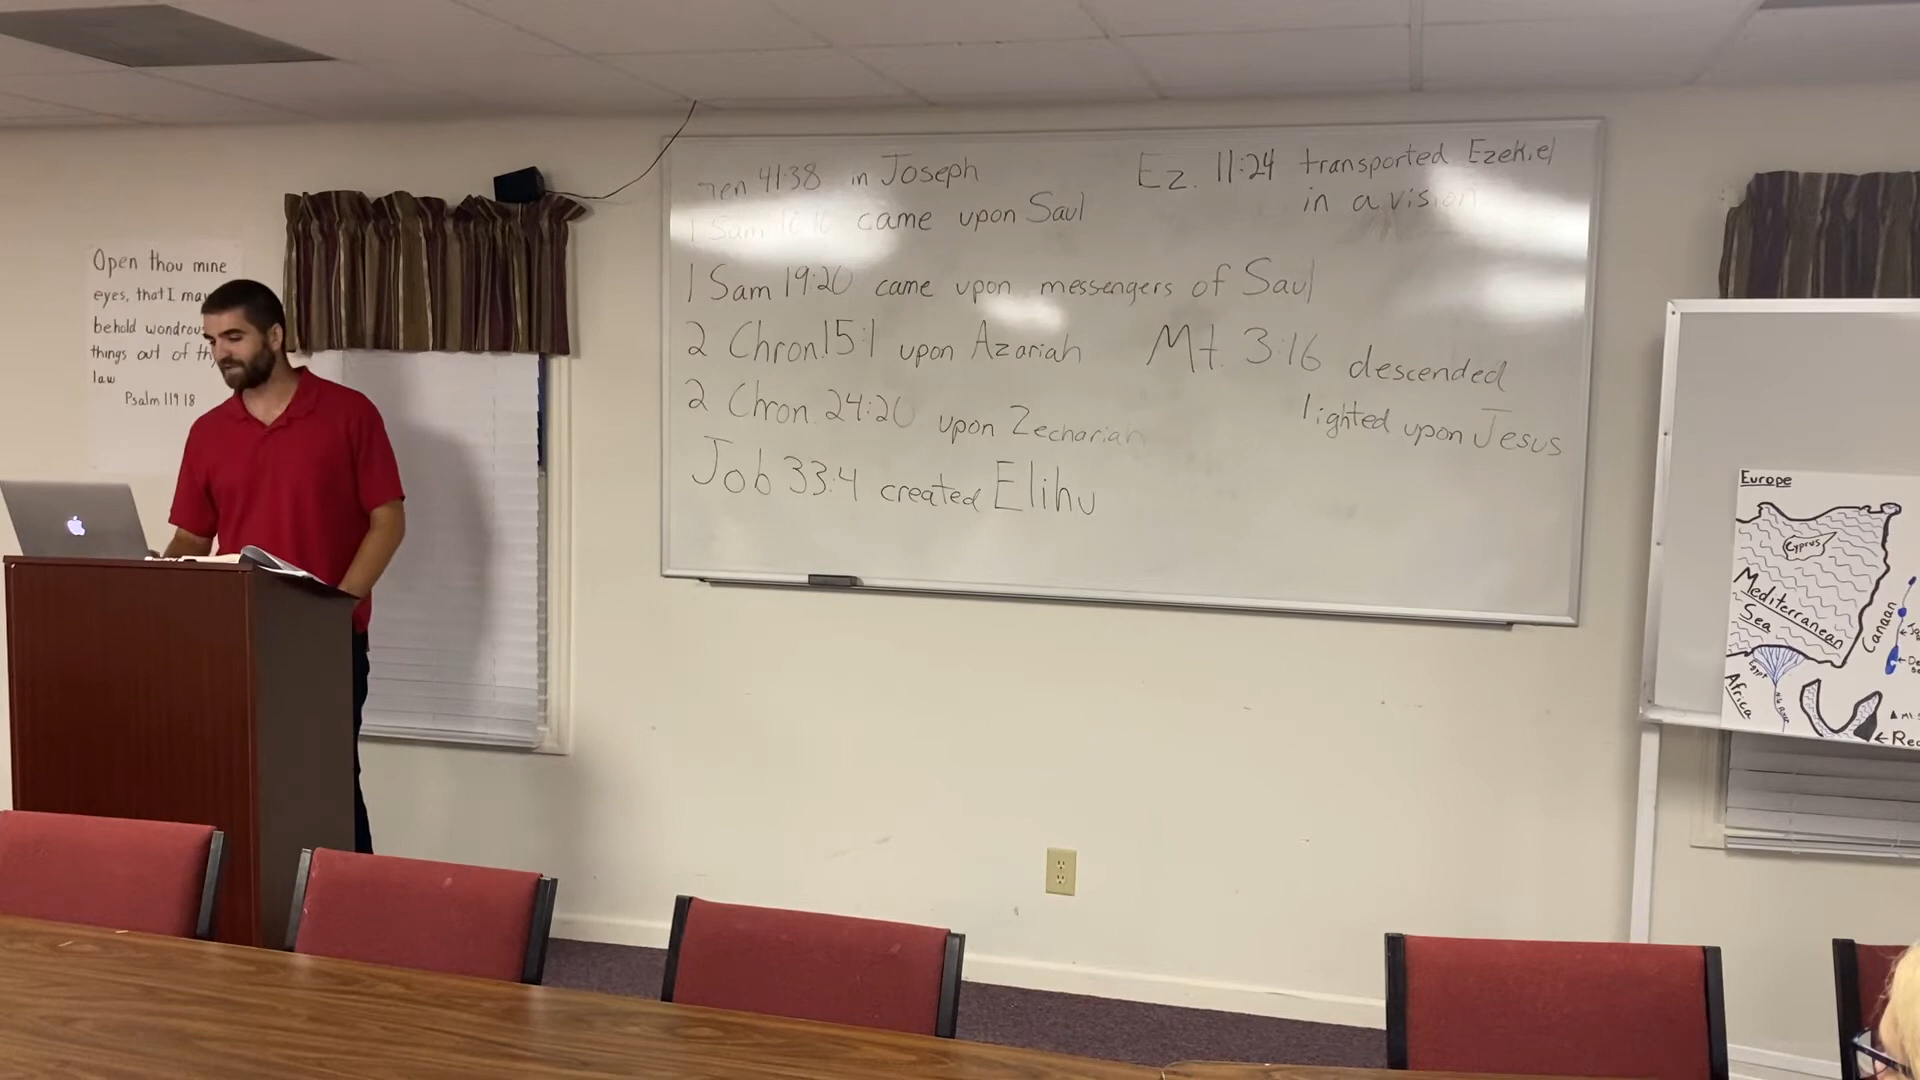 Open thou mine
eyes, that I may
behold wondrous
things out of th
law
Psalm 119 18
41:38 in Joseph
1 Sam came upon Saul
1 Sam 19:20 came upon messengers of Saul
2 Chron. 15:1 upon Azariah
2 Chron. 24:20 upon Zechariah
Job 33:4 created Elihu
Ez. 11:24 transported Ezekiel
in a vision
Mt. 3:16 descended
lighted upon Jesus
Europe
Cyprus
Mediterranean
Sea
Canaan
Egypt
Africa